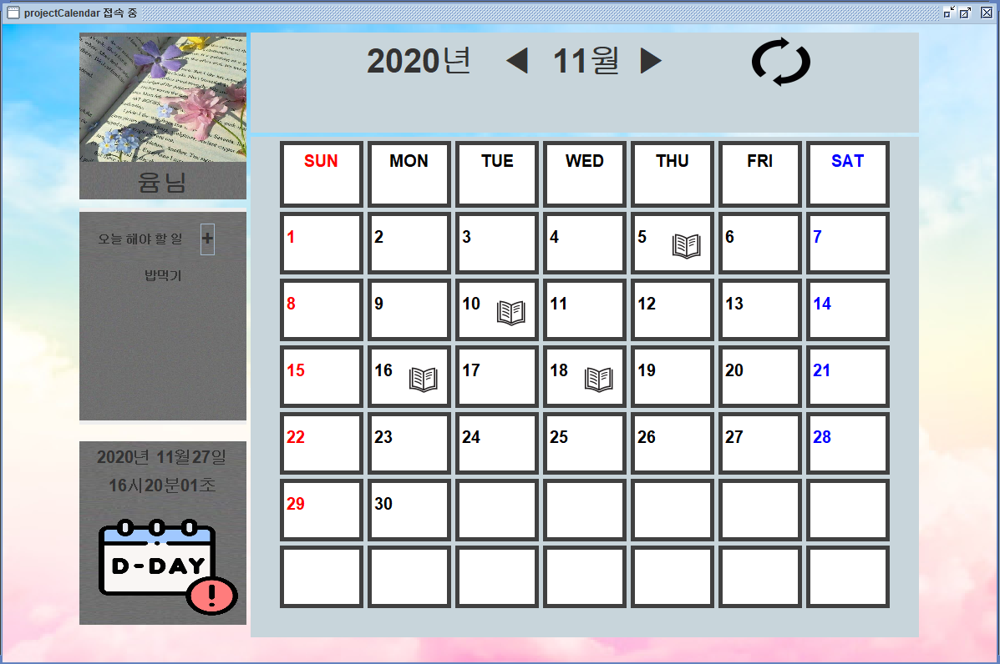 projectCalendar 접속 중
윰님
오늘 해야 할 일 +
밥먹기
2020년 11월27일
16시20분01초
D-DAY
!
2020년 ◀ 11월 ▶
SUN MON TUE WED THU FRI SAT
1 2 3 4 5 6 7
8 9 10 11 12 13 14
15 16 17 18 19 20 21
22 23 24 25 26 27 28
29 30